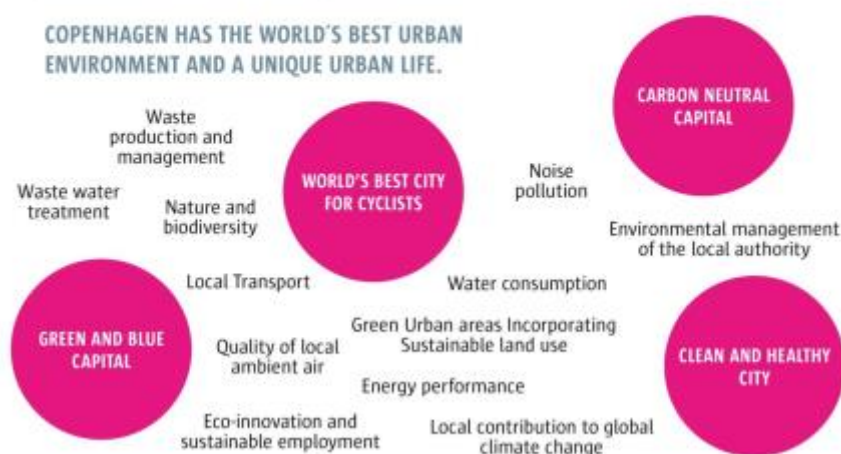 COPENHAGEN HAS THE WORLD´S BEST URBAN
ENVIRONMENT AND A UNIQUE URBAN LIFE.
CARBON NEUTRAL
CAPITAL
Waste
production and
management
WORLD'S BEST CITY
FOR CYCLISTS
Noise
pollution
Waste water
treatment
Nature and
biodiversity
Environmental management
of the local authority
Local Transport
Water consumption
GREEN AND BLUE
CAPITAL
Quality of local
ambient air
Green Urban areas Incorporating
Sustainable land use
CLEAN AND HEALTHY
CITY
Energy performance
Eco-innovation and
sustainable employment
Local contribution to global
climate change